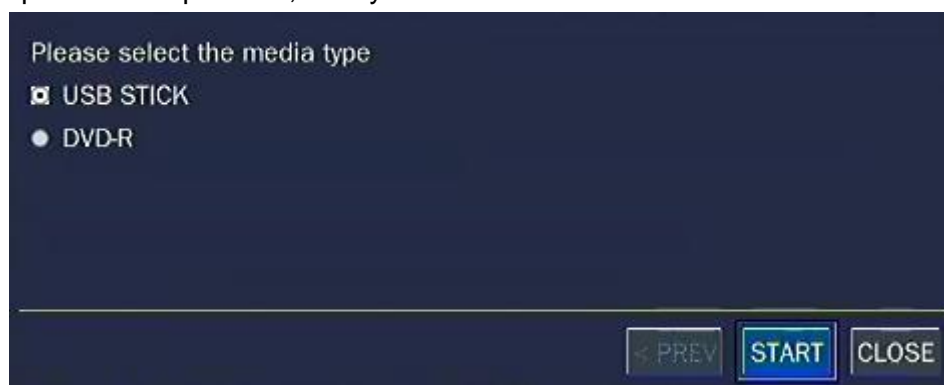 Please select the media type
USB STICK
DVD-R
< PREV START CLOSE